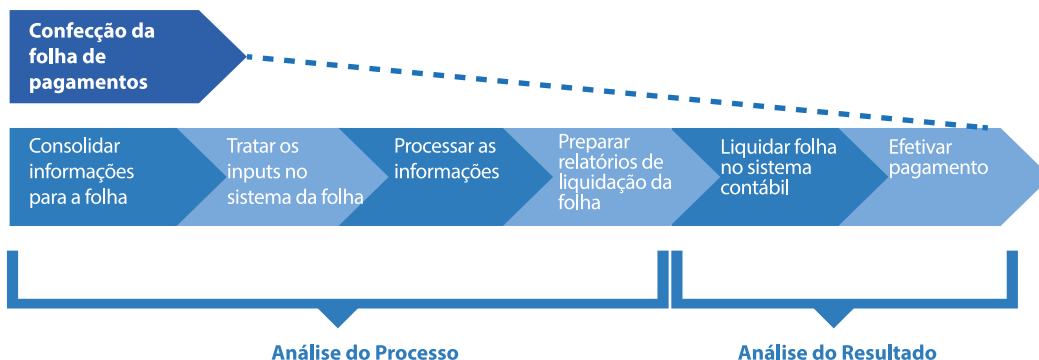 Confecção da
folha de
pagamentos
Consolidar
informações
para a folha
Tratar os
inputs no
sistema da folha
Processar as
informações
Preparar
relatórios de
liquidação da
folha
Liquidar folha
no sistema
contábil
Efetivar
pagamento
Análise do Processo
Análise do Resultado